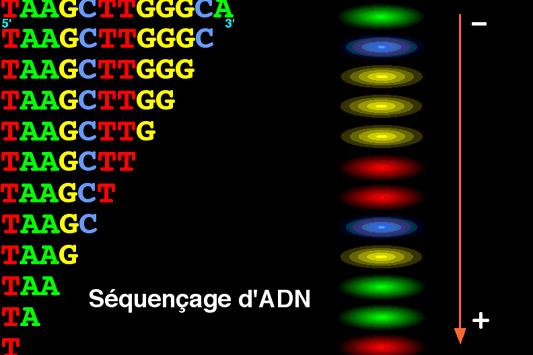 TAAGCTTGGGCA
5' 3'
TAAGCTTGGGC
TAAGCTTGGG
TAAGCTTGG
TAAGCTTG
TAAGCTT
TAAGCT
TAAGC
TAAG
TAA
TA
T
Séquençage d'ADN
−
+